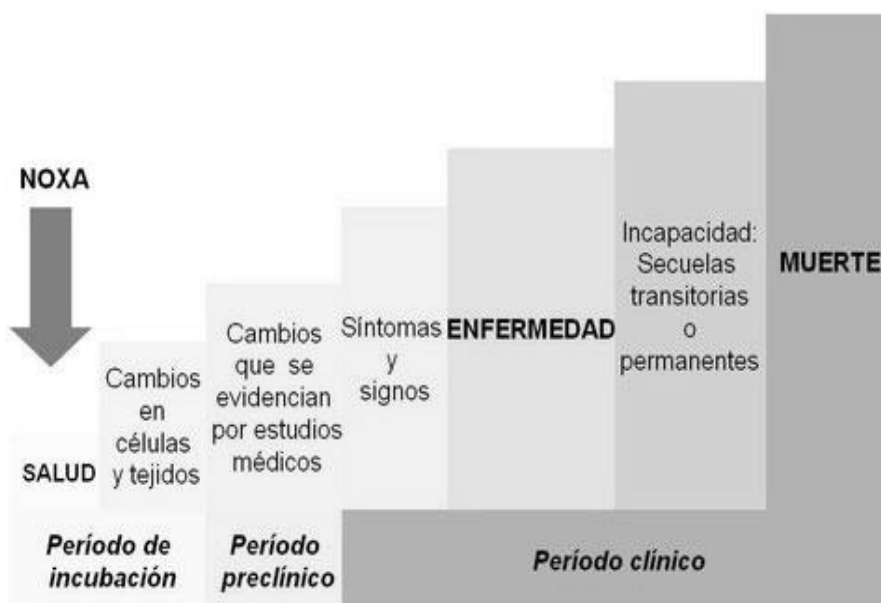 NOXA
SALUD
Cambios
en
células
y tejidos
Cambios
que se
evidencian
por estudios
médicos
Síntomas
y
signos
ENFERMEDAD
Incapacidad:
Secuelas
transitorias
o
permanentes
MUERTE
Período de
incubación
Período
preclínico
Período clínico